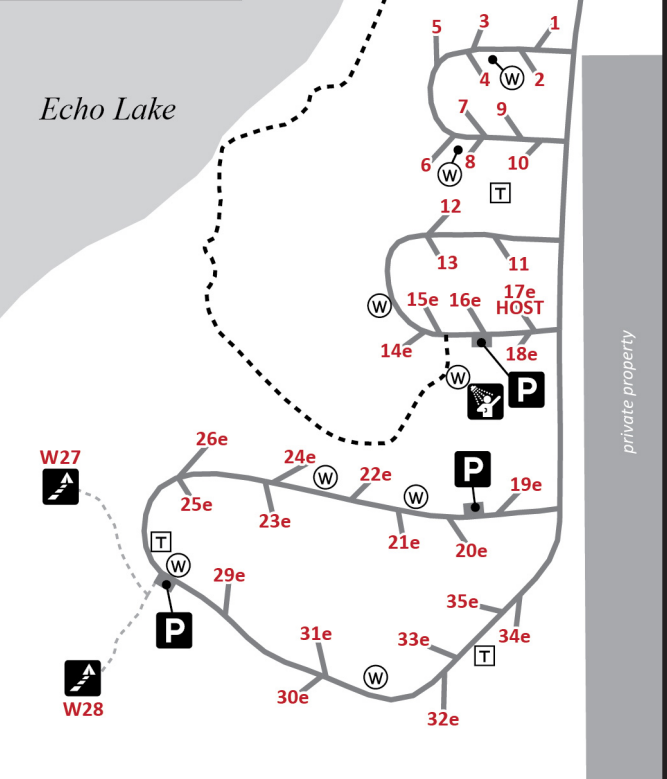 5
3
1
4
W
2
Echo Lake
7
9
6
W
8
10
T
12
13
11
W
15e
16e
17e
HOST
14e
18e
W
P
private property
W27
26e
24e
W
22e
W
P
19e
25e
23e
21e
20e
T
W
29e
35e
P
31e
33e
34e
T
W28
30e
W
32e